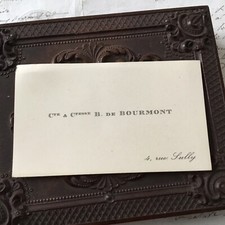 Cte & Ctesse B. DE BOURMONT
4, rue Sully